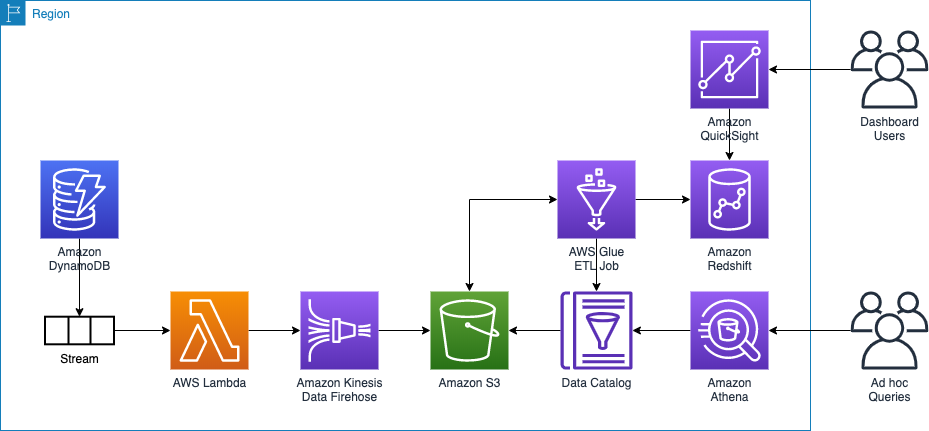 Region
Amazon
QuickSight
Dashboard
Users
Amazon
DynamoDB
AWS Glue
ETL Job
Amazon
Redshift
Stream
AWS Lambda
Amazon Kinesis
Data Firehose
Amazon S3
Data Catalog
Amazon
Athena
Ad hoc
Queries